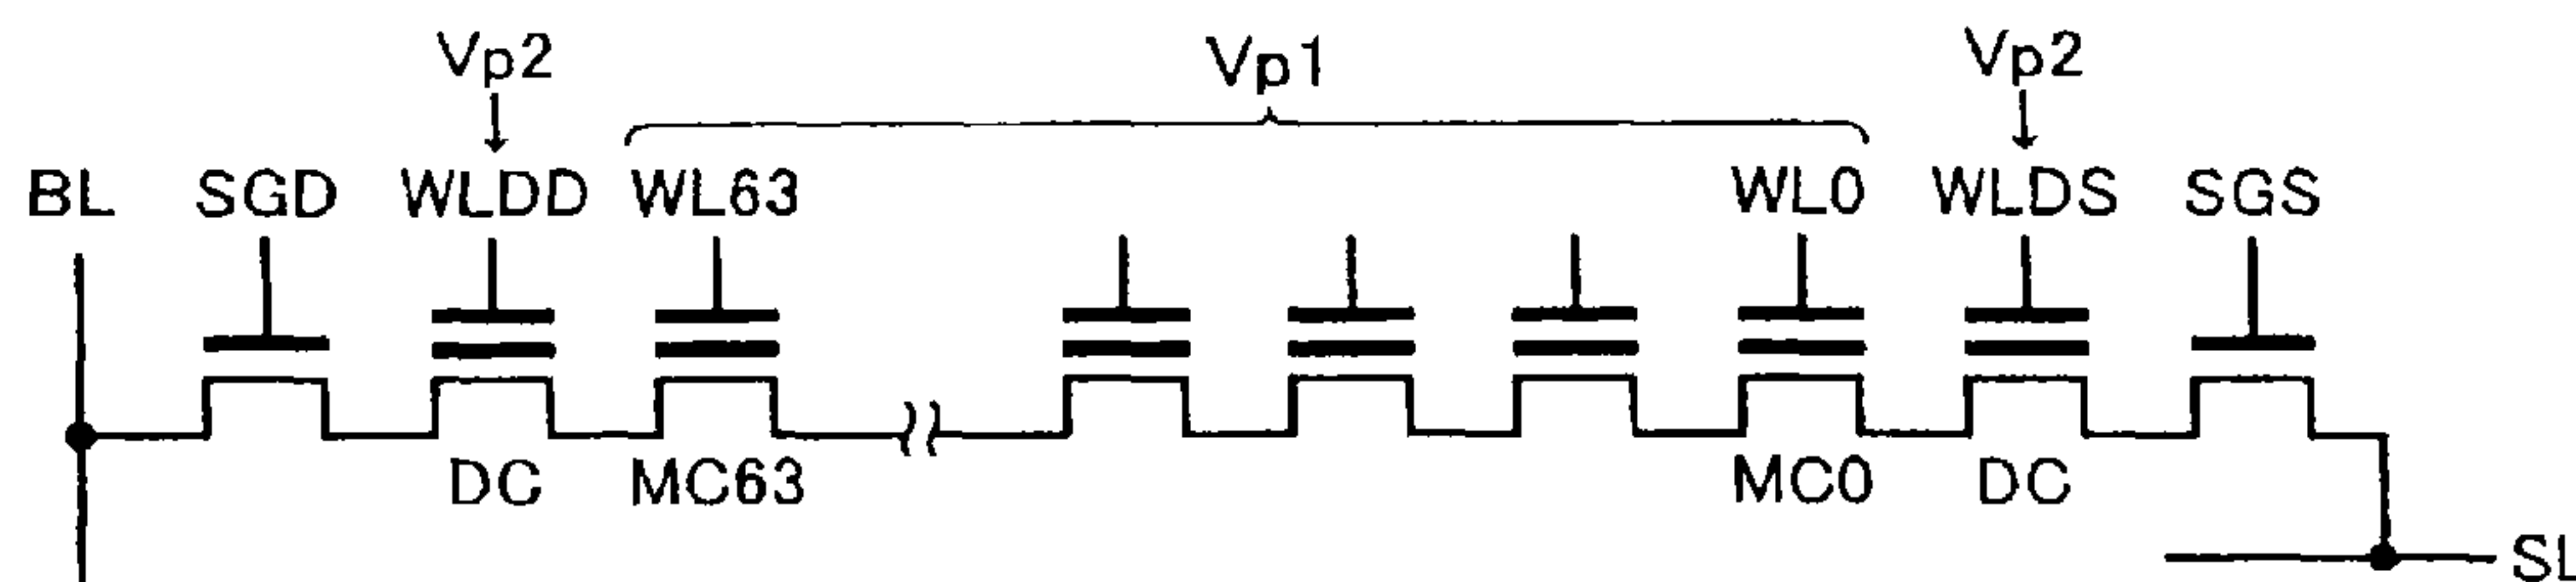 Vp2 Vp1 Vp2
BL SGD WLDD WL63 WL0 WLDS SGS
DC MC63 MC0 DC
SL